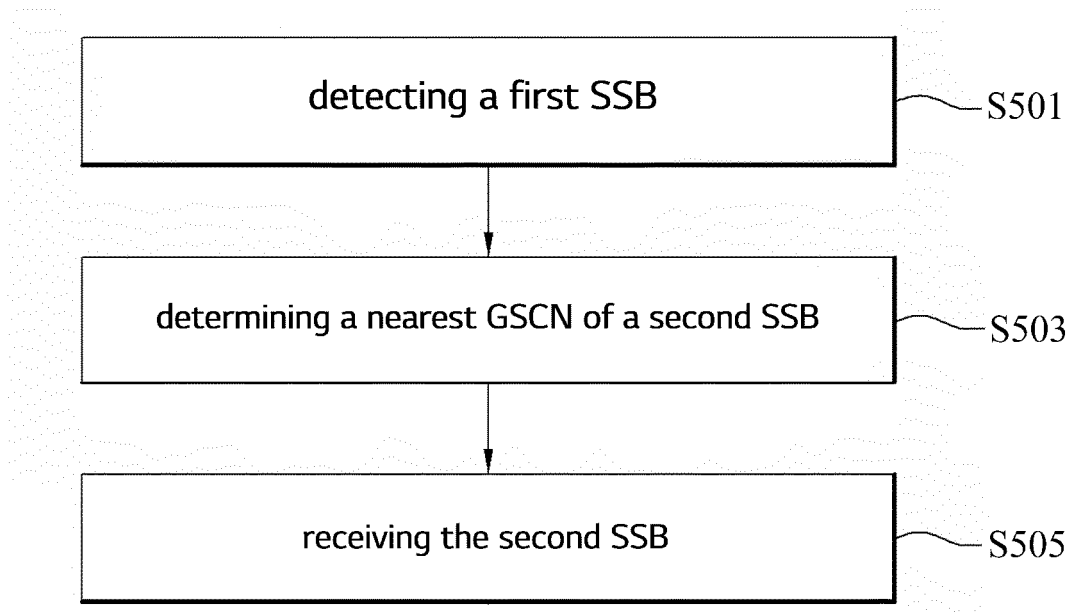 detecting a first SSB
S501
determining a nearest GSCN of a second SSB
S503
receiving the second SSB
S505